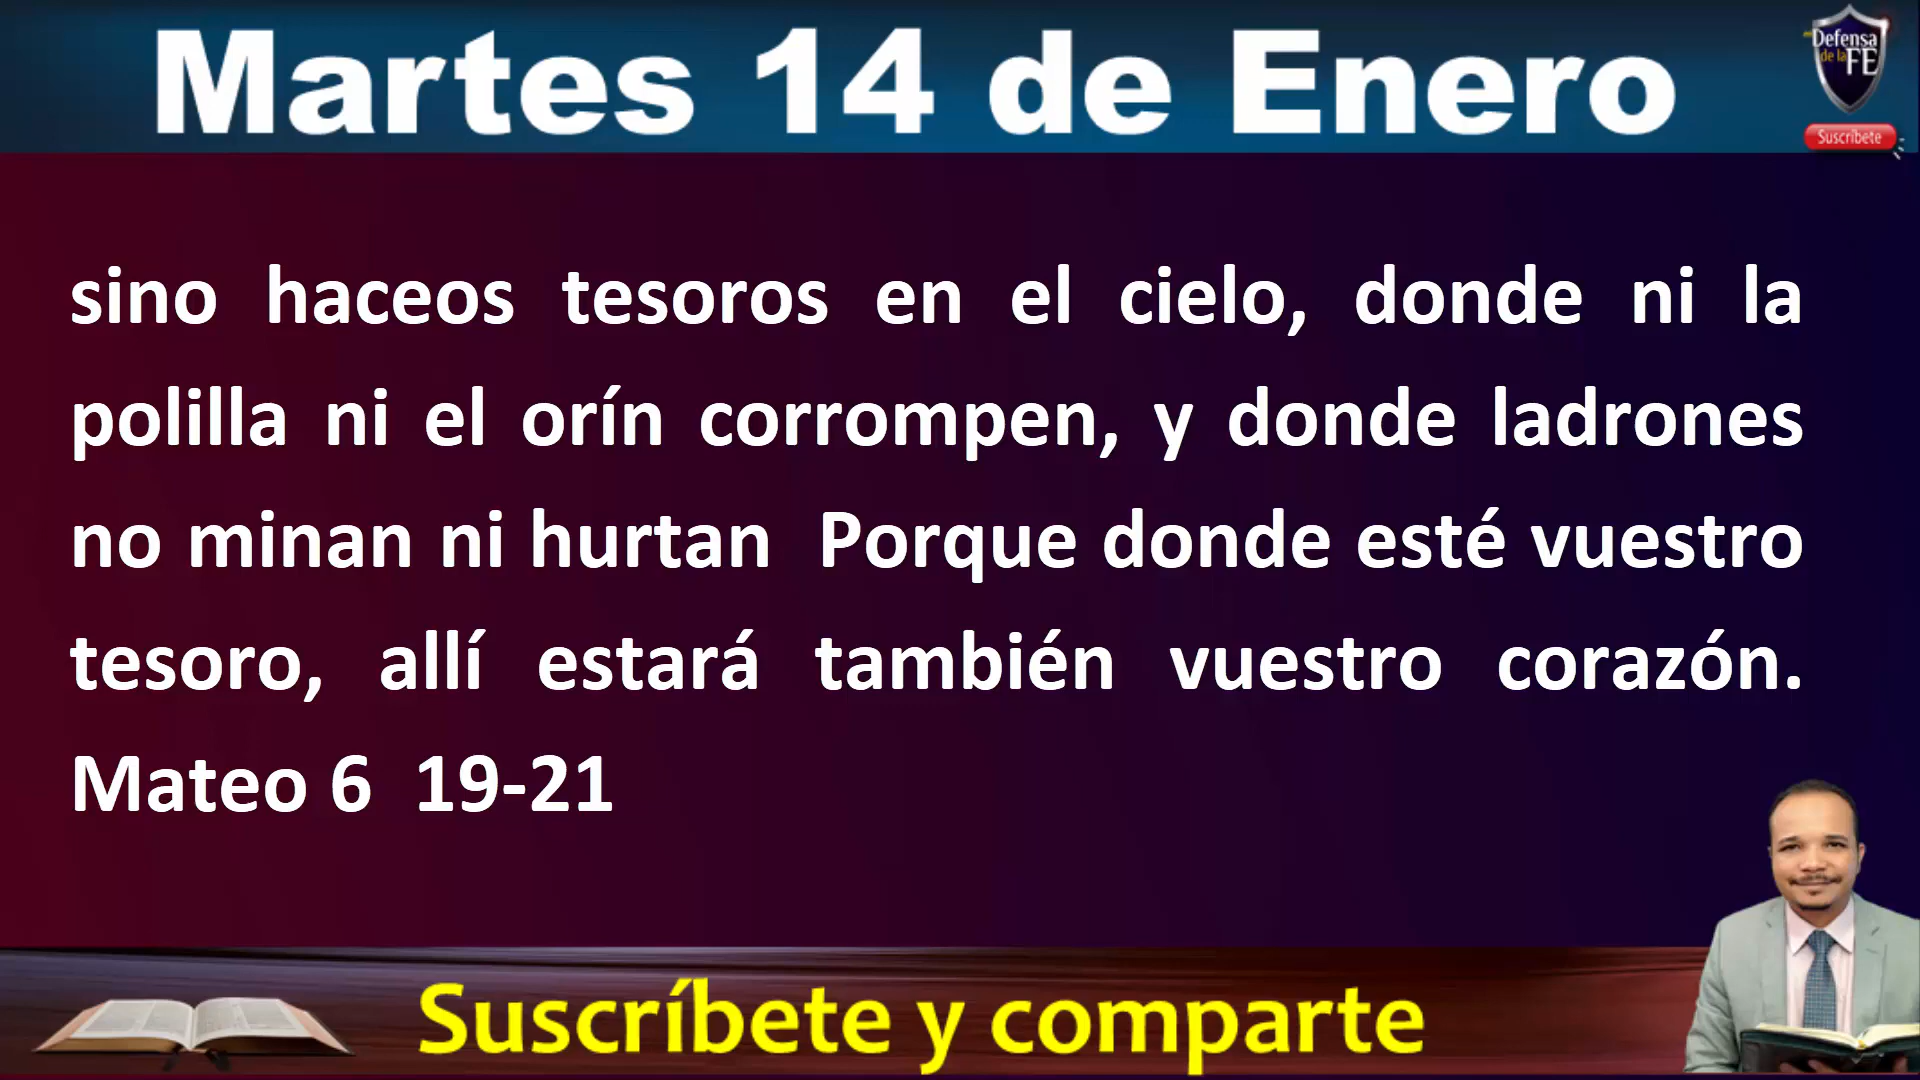 Martes 14 de Enero
Defensa
de la FE
Suscríbete
sino haceos tesoros en el cielo, donde ni la
polilla ni el orín corrompen, y donde ladrones
no minan ni hurtan  Porque donde esté vuestro
tesoro, allí estará también vuestro corazón.
Mateo 6  19-21
Suscríbete y comparte